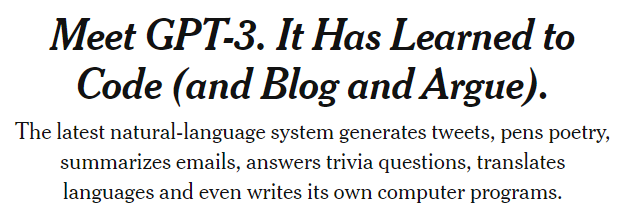 Meet GPT-3. It Has Learned to
Code (and Blog and Argue).
The latest natural-language system generates tweets, pens poetry,
summarizes emails, answers trivia questions, translates
languages and even writes its own computer programs.